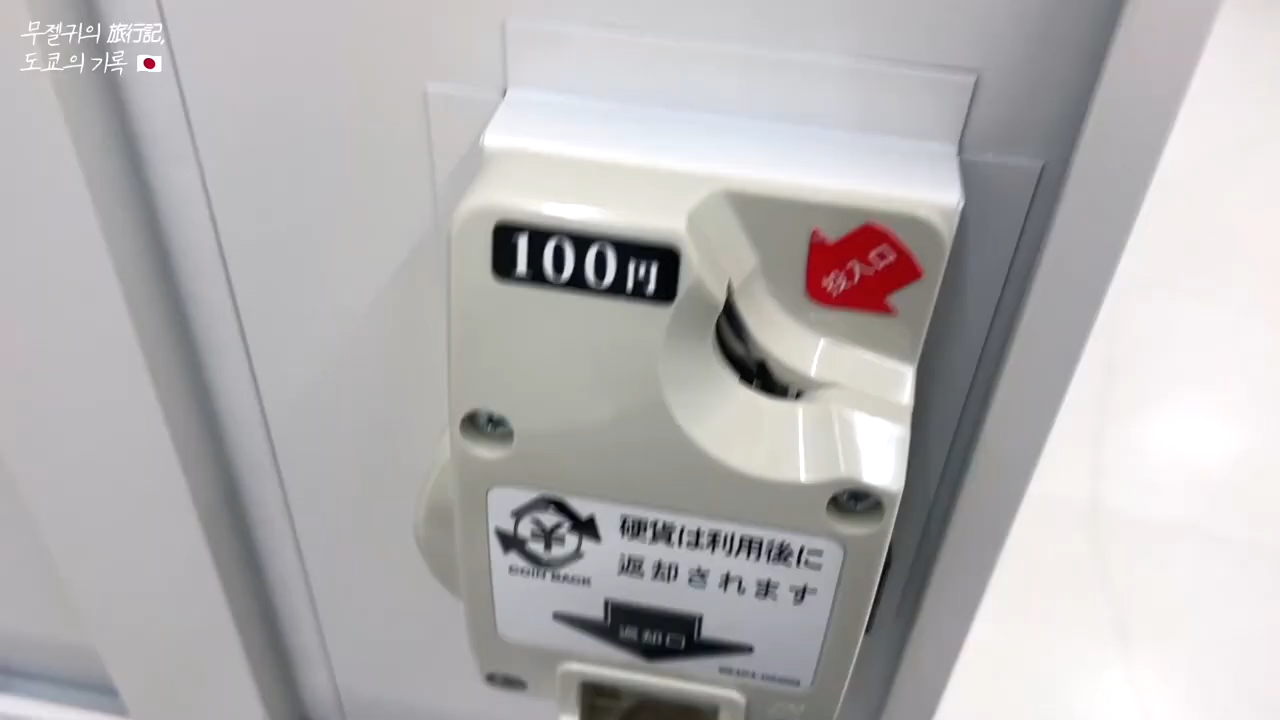 무젤귀의 旅行記,
도쿄의 기록
100円
投入口
硬貨は利用後に
返却されます
COIN BACK
返却口